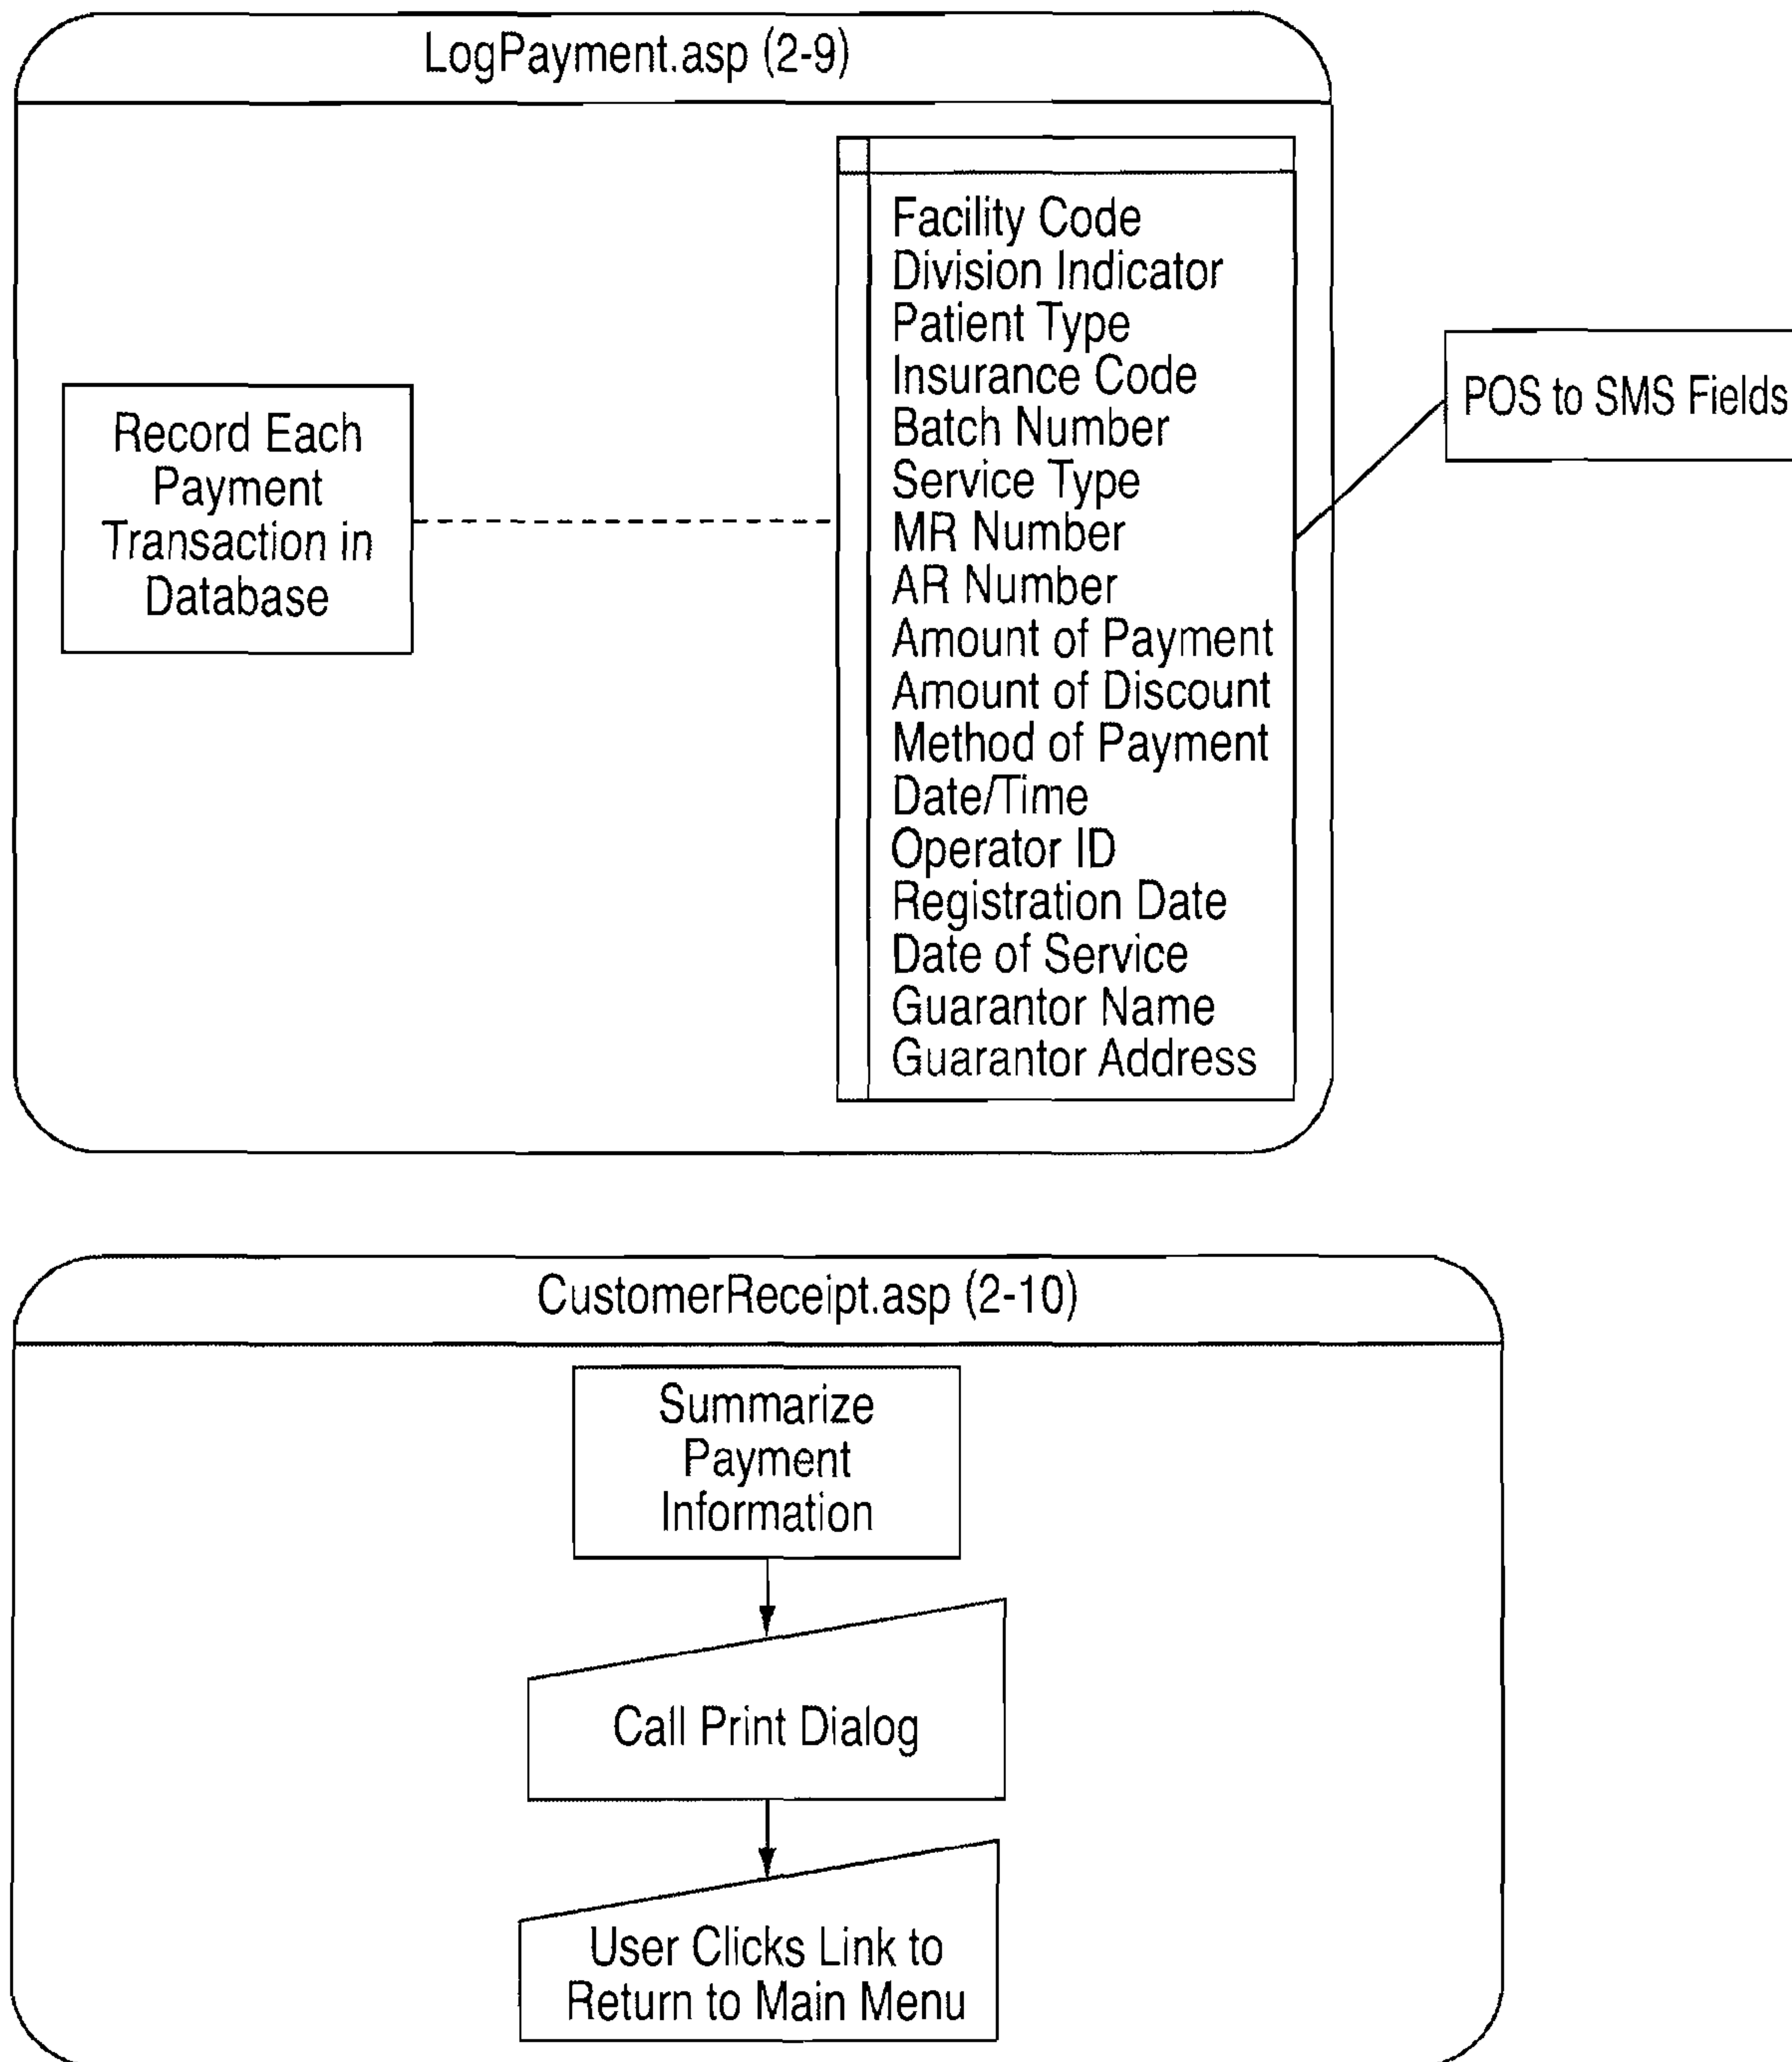 LogPayment.asp (2-9)
Record Each
Payment
Transaction in
Database
Facility Code
Division Indicator
Patient Type
Insurance Code
Batch Number
Service Type
MR Number
AR Number
Amount of Payment
Amount of Discount
Method of Payment
Date/Time
Operator ID
Registration Date
Date of Service
Guarantor Name
Guarantor Address
POS to SMS Fields
CustomerReceipt.asp (2-10)
Summarize
Payment
Information
Call Print Dialog
User Clicks Link to
Return to Main Menu